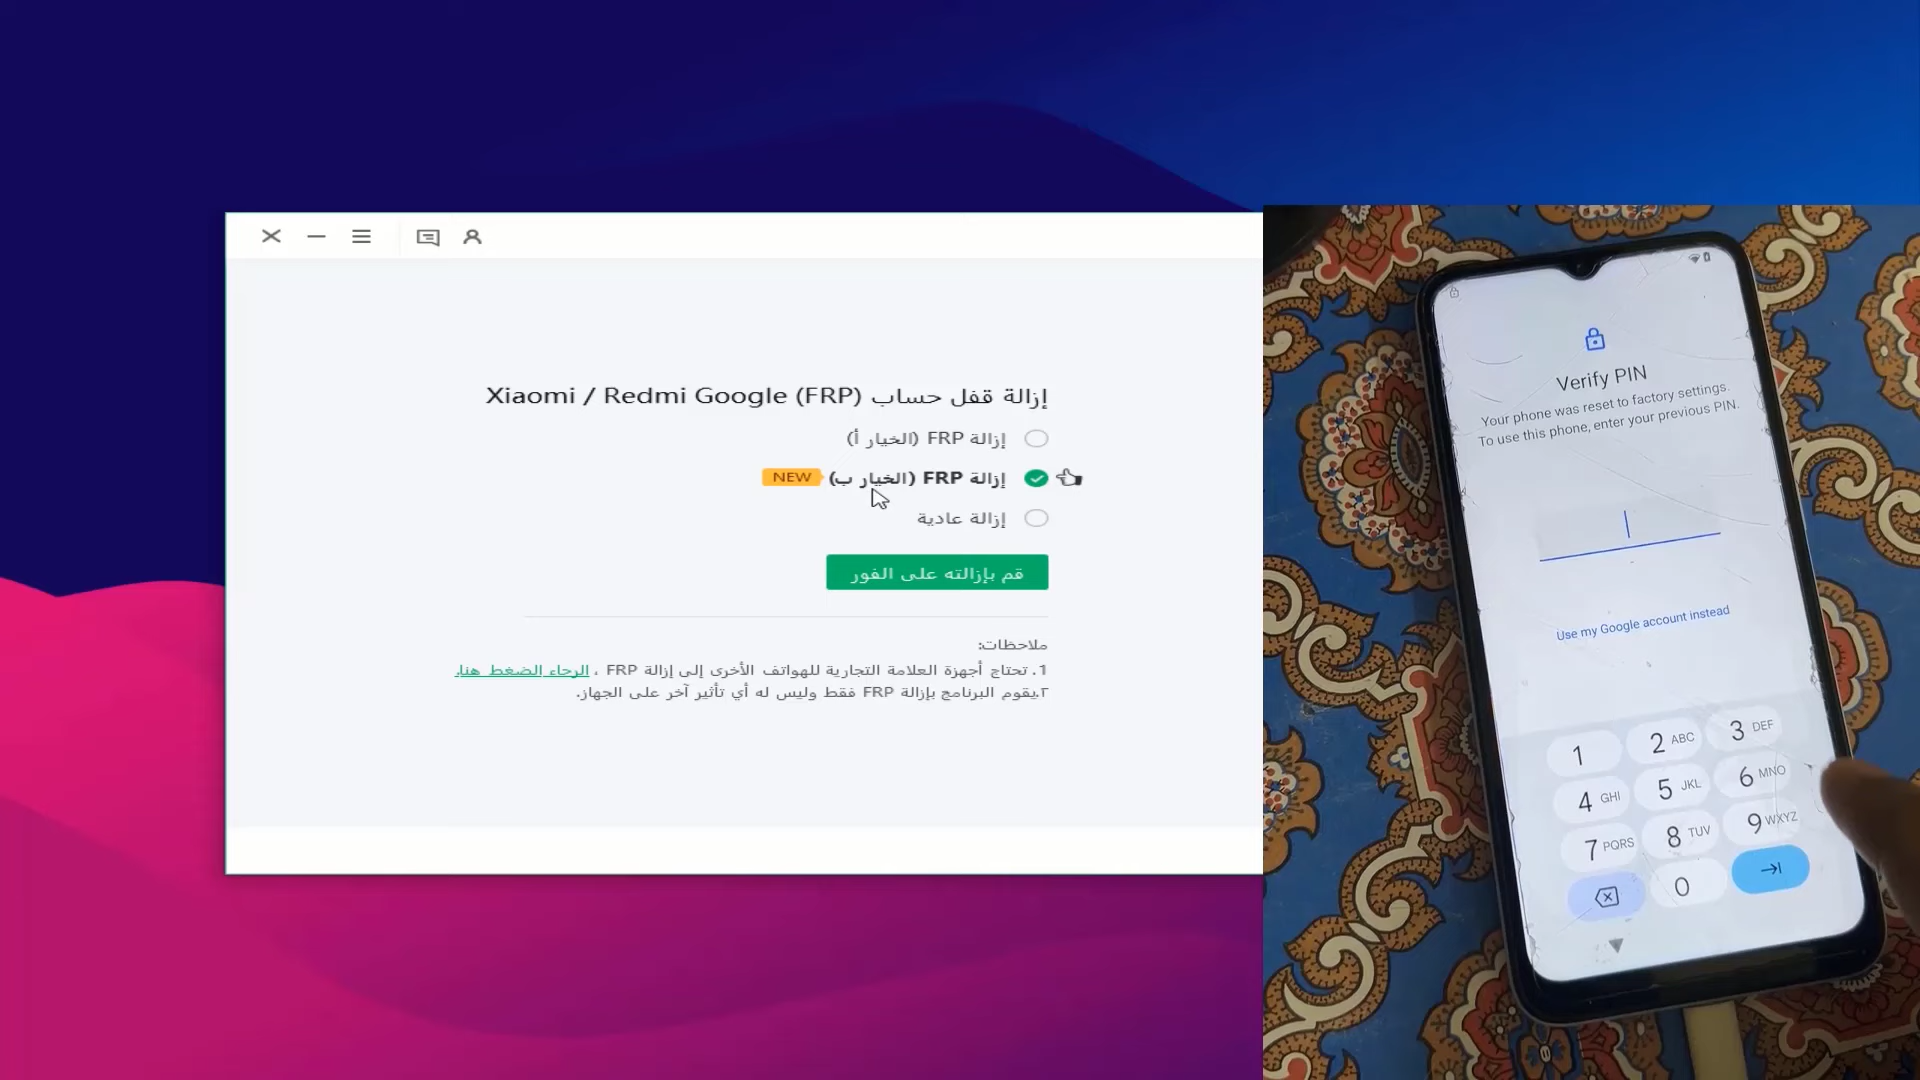 إزالة قفل حساب Xiaomi / Redmi Google (FRP)
إزالة FRP (الخيار أ)
إزالة FRP (الخيار ب) NEW
إزالة عادية
قم بإزالته على الفور
ملاحظات:
1. تحتاج أجهزة العلامة التجارية للهواتف الأخرى إلى إزالة FRP ، الرجاء الضغط هنا.
٢.يقوم البرنامج بإزالة FRP فقط وليس له أي تأثير آخر على الجهاز.
Verify PIN
Your phone was reset to factory settings.
To use this phone, enter your previous PIN.
Use my Google account instead
1 2 ABC 3 DEF
4 GHI 5 JKL 6 MNO
7 PQRS 8 TUV 9 WXYZ
0